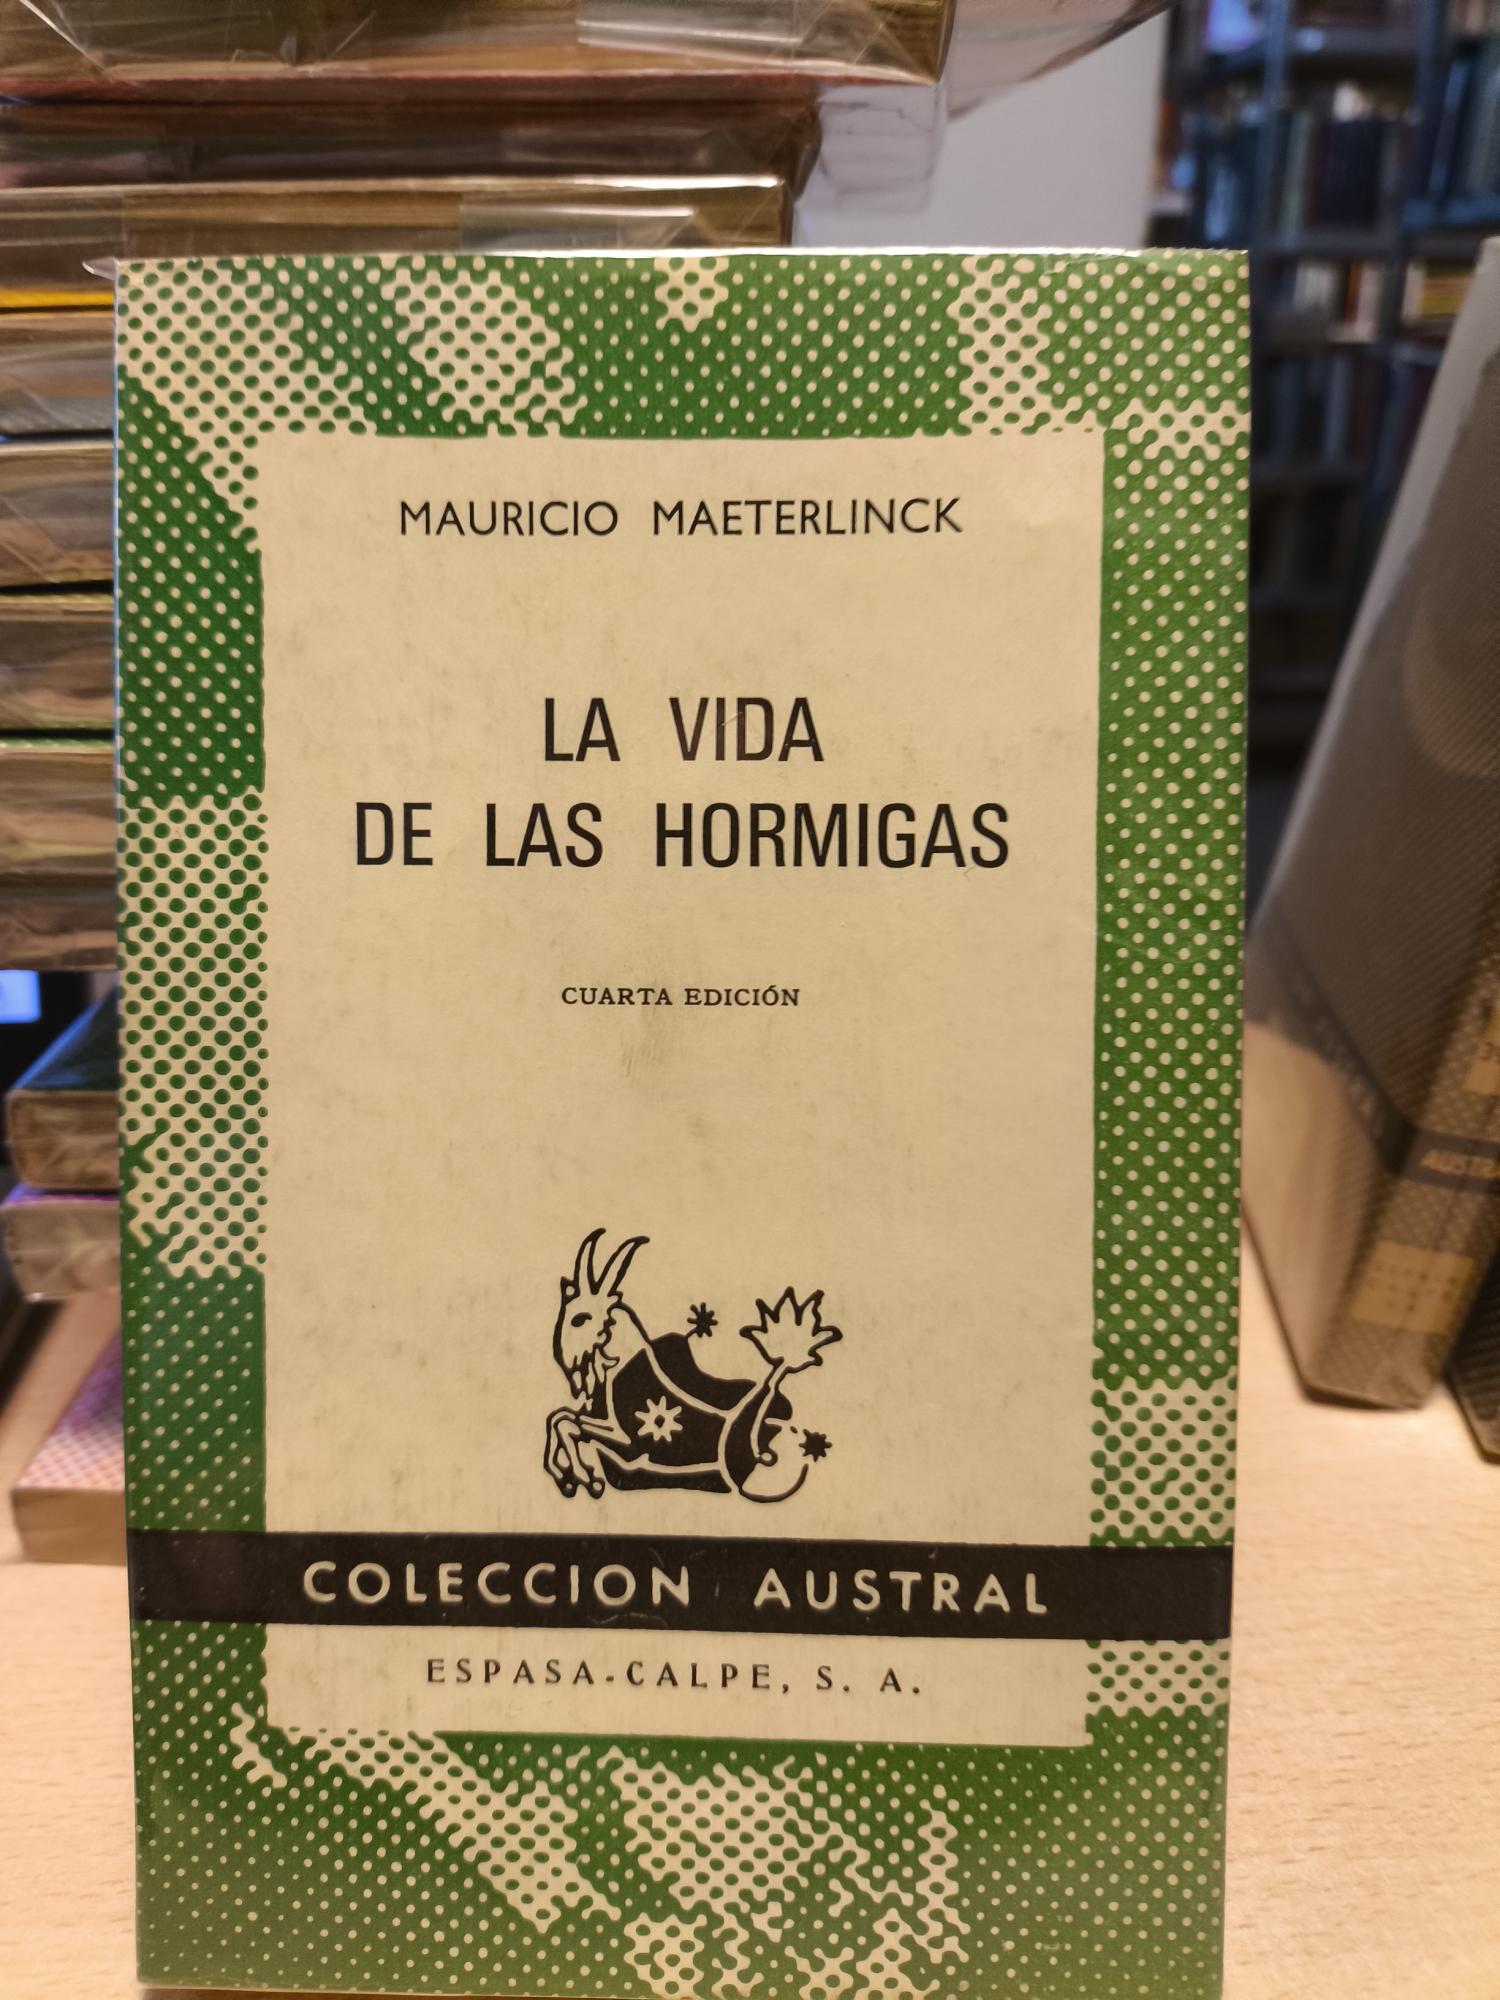 MAURICIO MAETERLINCK
LA VIDA
DE LAS HORMIGAS
CUARTA EDICIÓN
COLECCION AUSTRAL
ESPASA-CALPE, S. A.